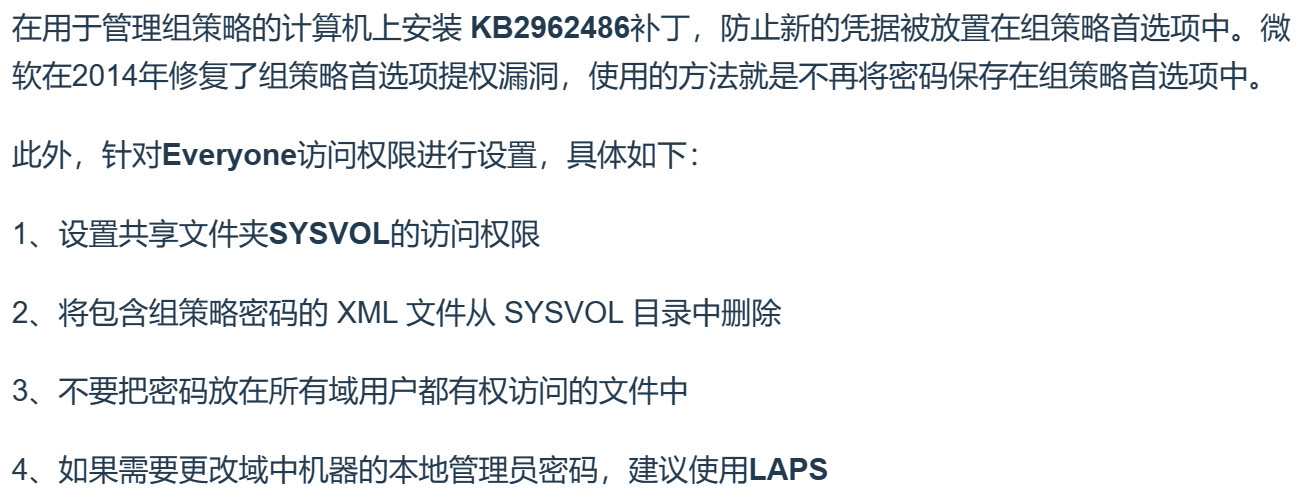 在用于管理组策略的计算机上安装 KB2962486补丁，防止新的凭据被放置在组策略首选项中。微
软在2014年修复了组策略首选项提权漏洞，使用的方法就是不再将密码保存在组策略首选项中。
此外，针对Everyone访问权限进行设置，具体如下：
1、设置共享文件夹SYSVOL的访问权限
2、将包含组策略密码的 XML 文件从 SYSVOL 目录中删除
3、不要把密码放在所有域用户都有权访问的文件中
4、如果需要更改域中机器的本地管理员密码，建议使用LAPS